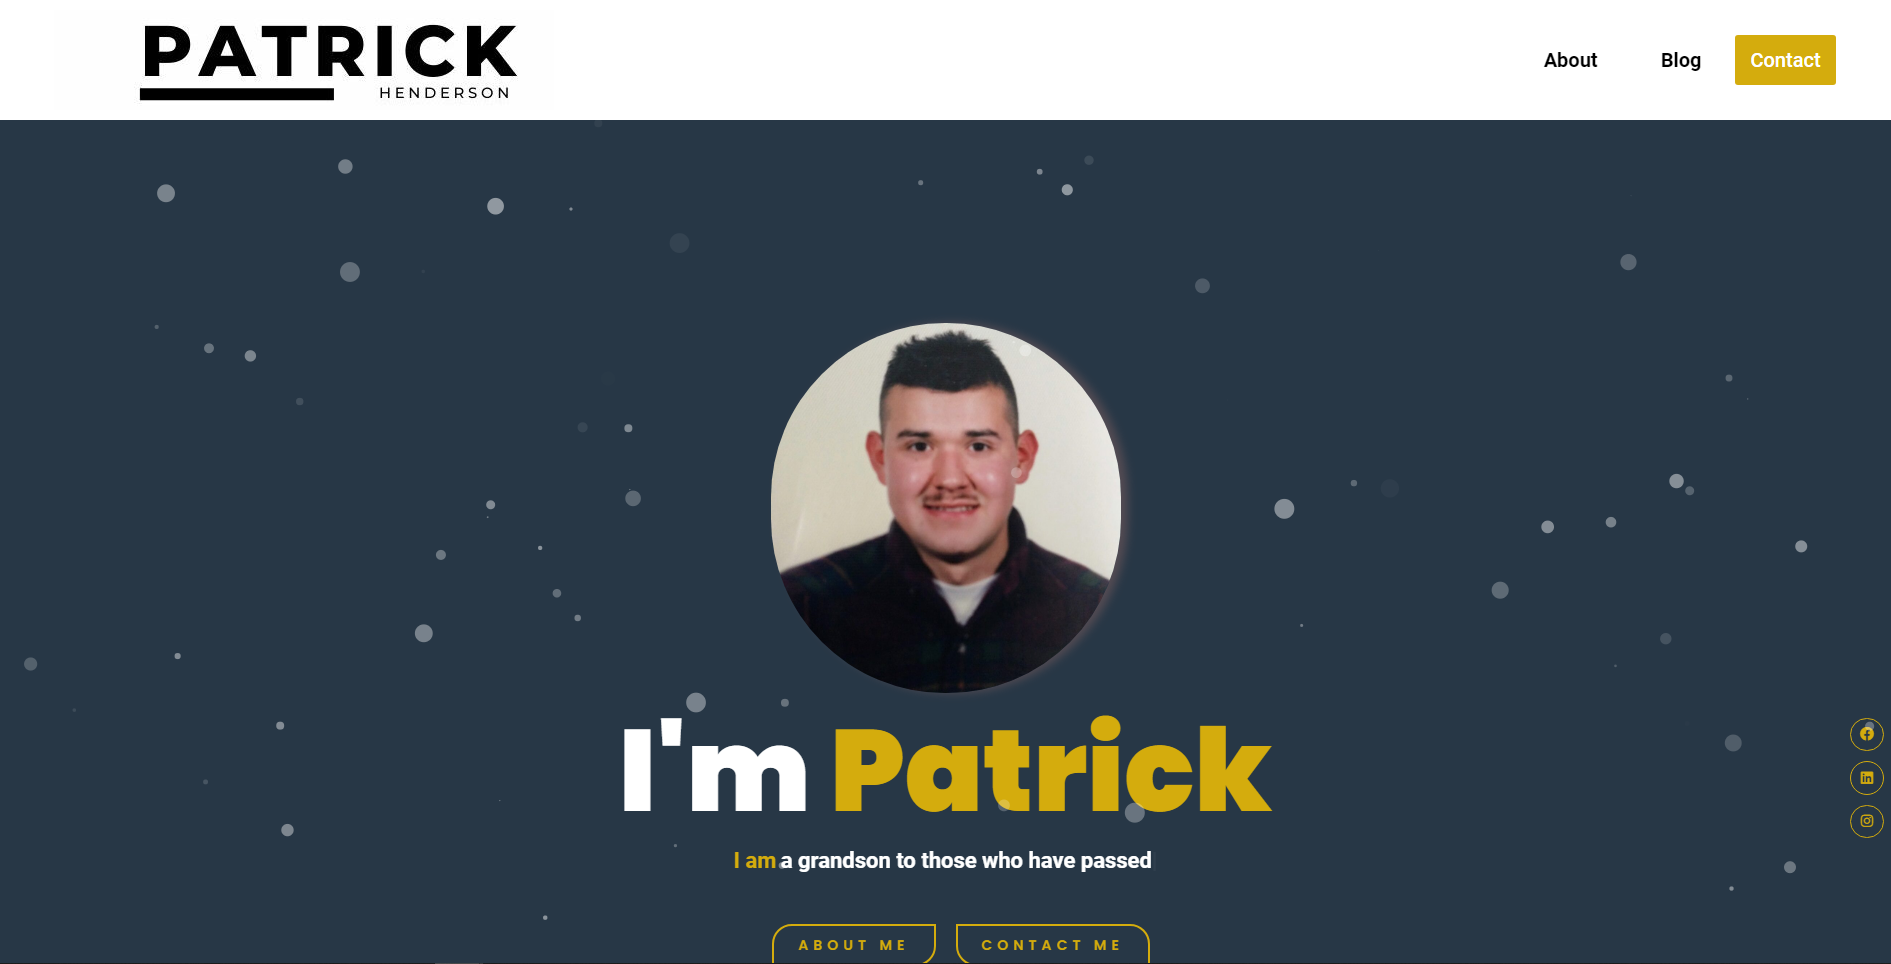 PATRICK
HENDERSON
About Blog Contact
I'm Patrick
I am a grandson to those who have passed
ABOUT ME CONTACT ME